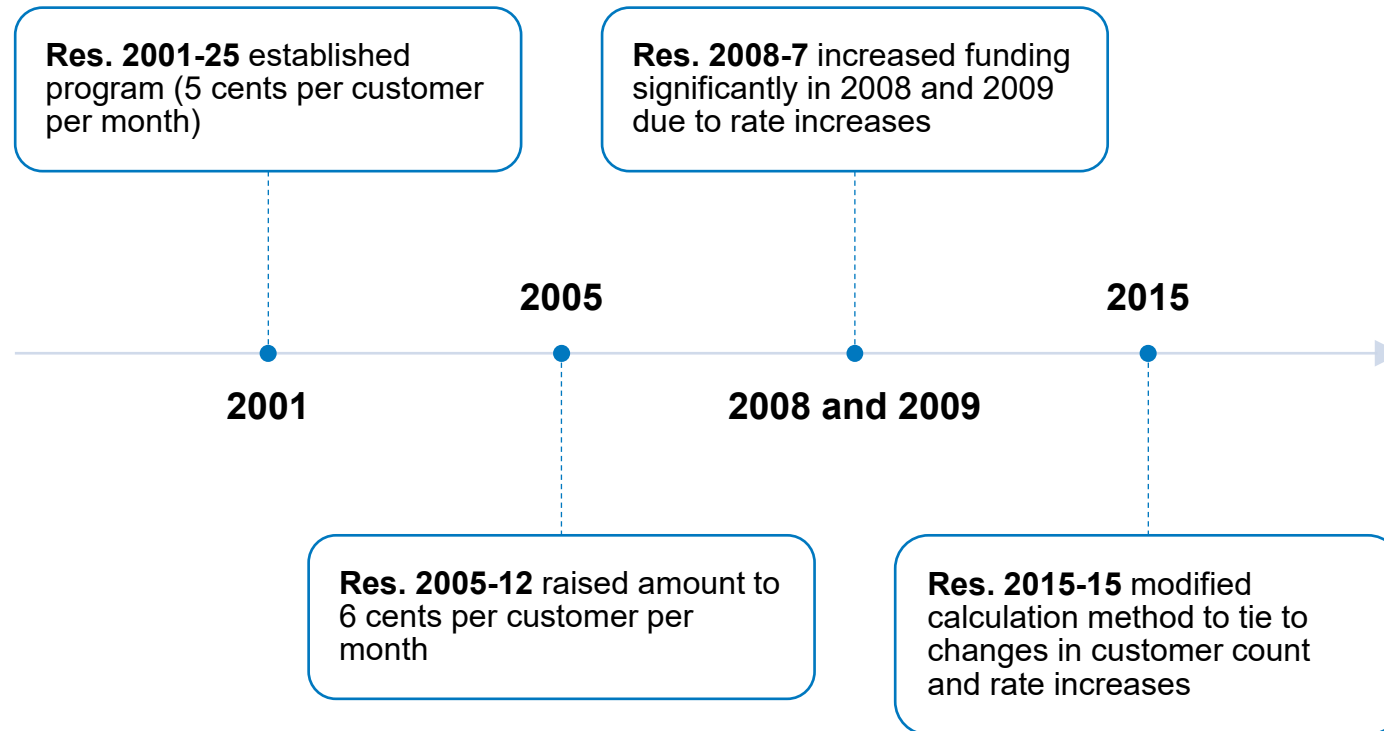 Res. 2001-25 established
program (5 cents per customer
per month)
Res. 2008-7 increased funding
significantly in 2008 and 2009
due to rate increases
2005
2015
2001
2008 and 2009
Res. 2005-12 raised amount to
6 cents per customer per
month
Res. 2015-15 modified
calculation method to tie to
changes in customer count
and rate increases